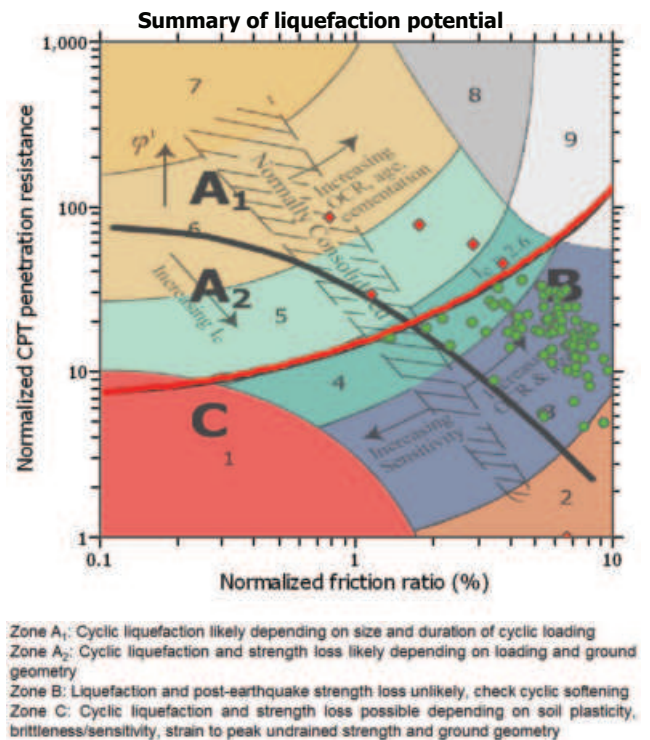 Summary of liquefaction potential
1,000
7
8
9
φ'
Increasing
OCR, age,
cementation
Normally Consolidated
A1
100
6
Ic = 2.6
B
A2
Increasing Ic
5
10
4
Increasing
OCR &
3
C
1
Increasing
Sensitivity
2
1
0.1
1
10
Normalized CPT penetration resistance
Normalized friction ratio (%)
Zone A1: Cyclic liquefaction likely depending on size and duration of cyclic loading
Zone A2: Cyclic liquefaction and strength loss likely depending on loading and ground
geometry
Zone B: Liquefaction and post-earthquake strength loss unlikely, check cyclic softening
Zone C: Cyclic liquefaction and strength loss possible depending on soil plasticity,
brittleness/sensitivity, strain to peak undrained strength and ground geometry